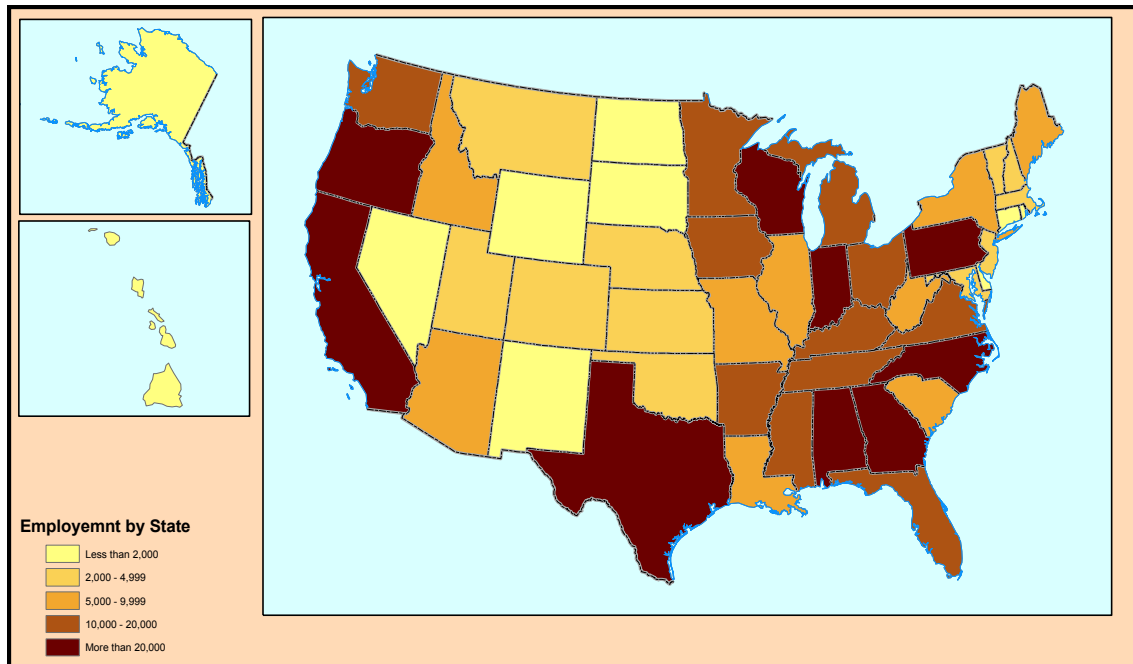 Employemnt by State
Less than 2,000
2,000 - 4,999
5,000 - 9,999
10,000 - 20,000
More than 20,000